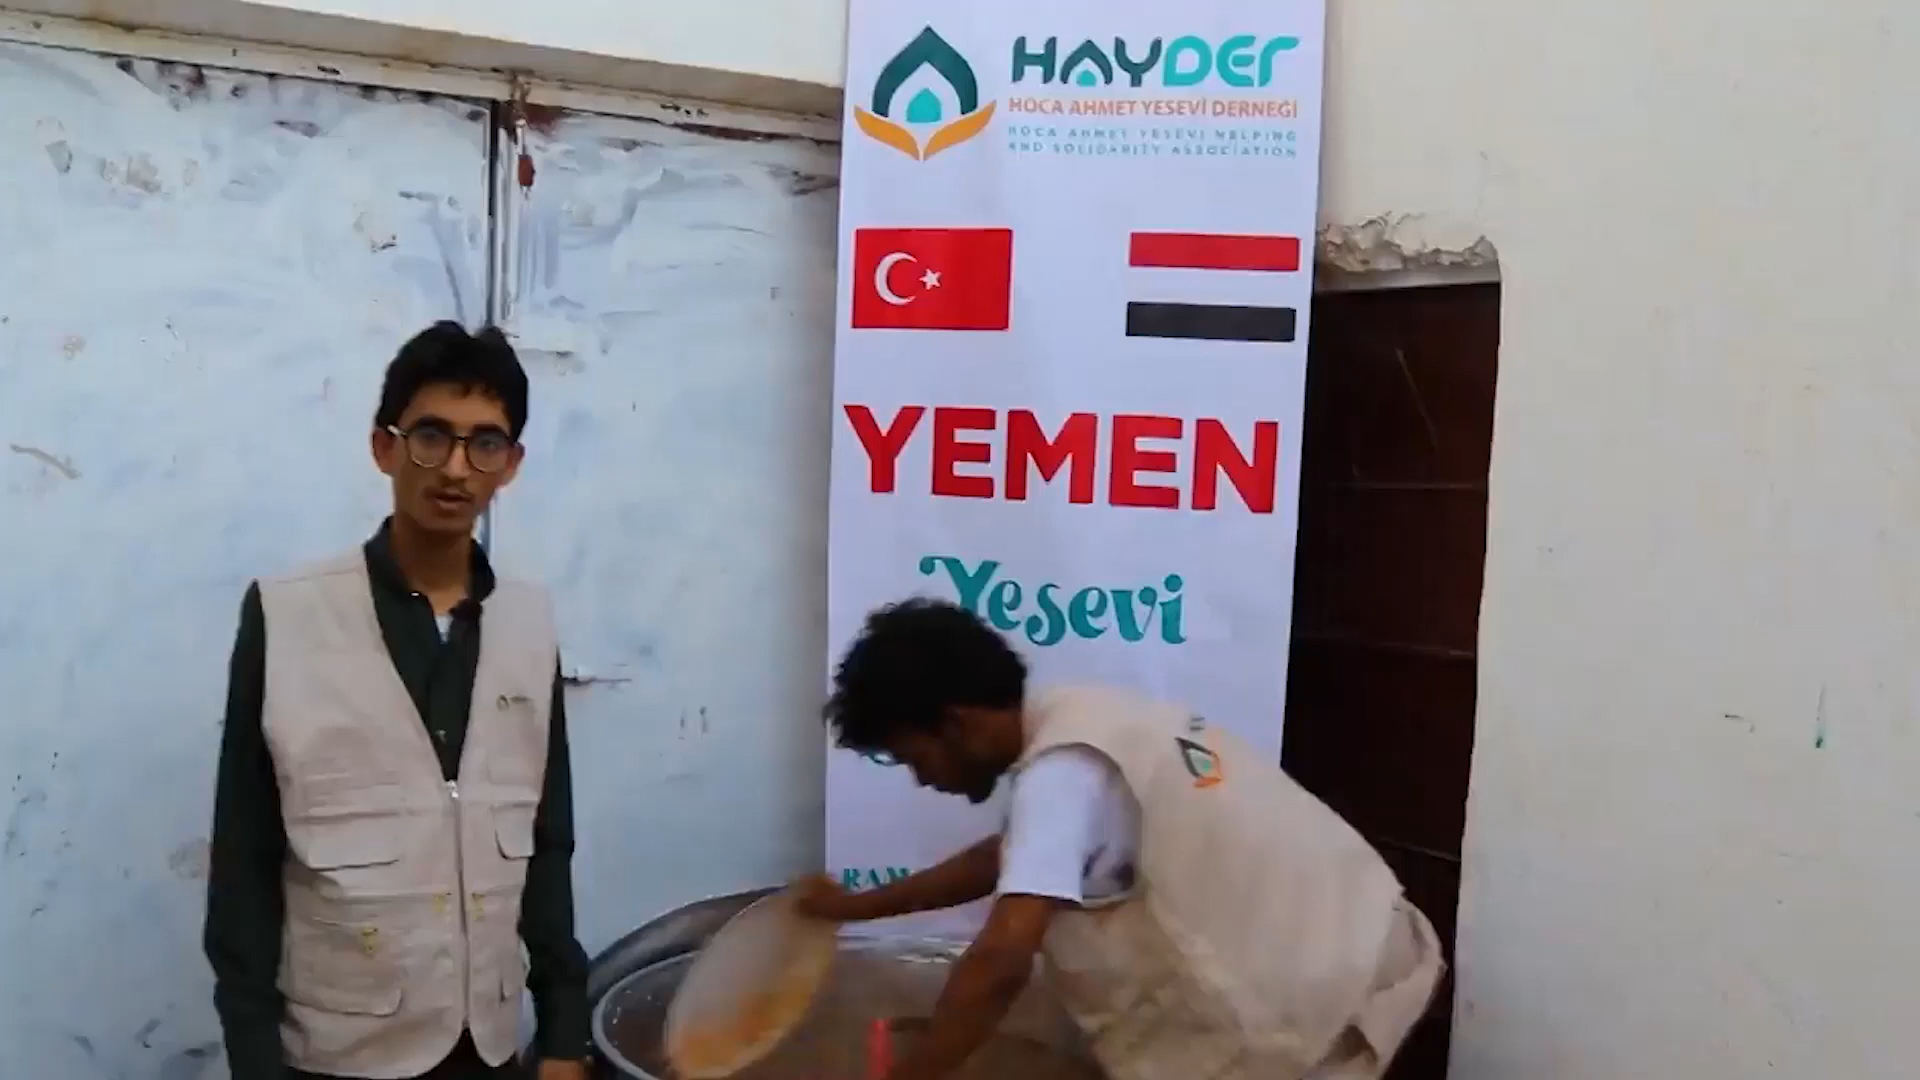 HAYDER
HOCA AHMET YESEVİ DERNEĞİ
HOCA AHMET YESEVI HELPING
AND SOLIDARITY ASSOCIATION
YEMEN
Yesevi